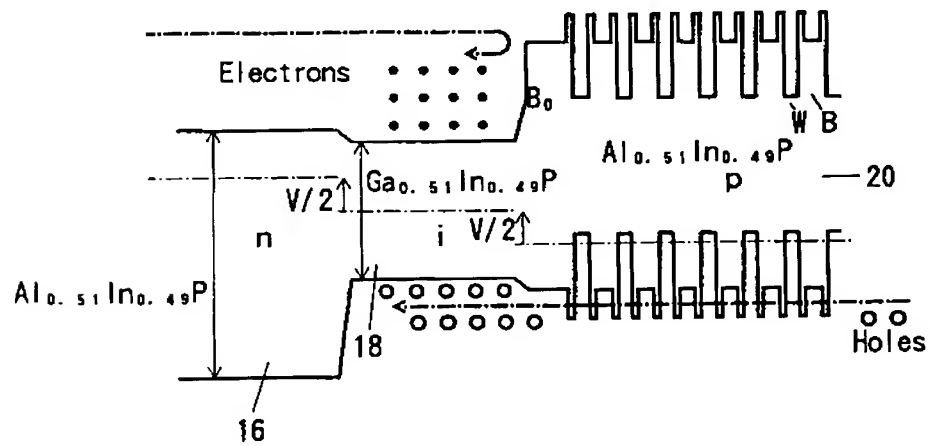 Electrons
B₀
W B
Al₀.₅₁In₀.₄₉P
p
20
Ga₀.₅₁In₀.₄₉P
V/2
n
i
V/2
Al₀.₅₁In₀.₄₉P
18
Holes
16